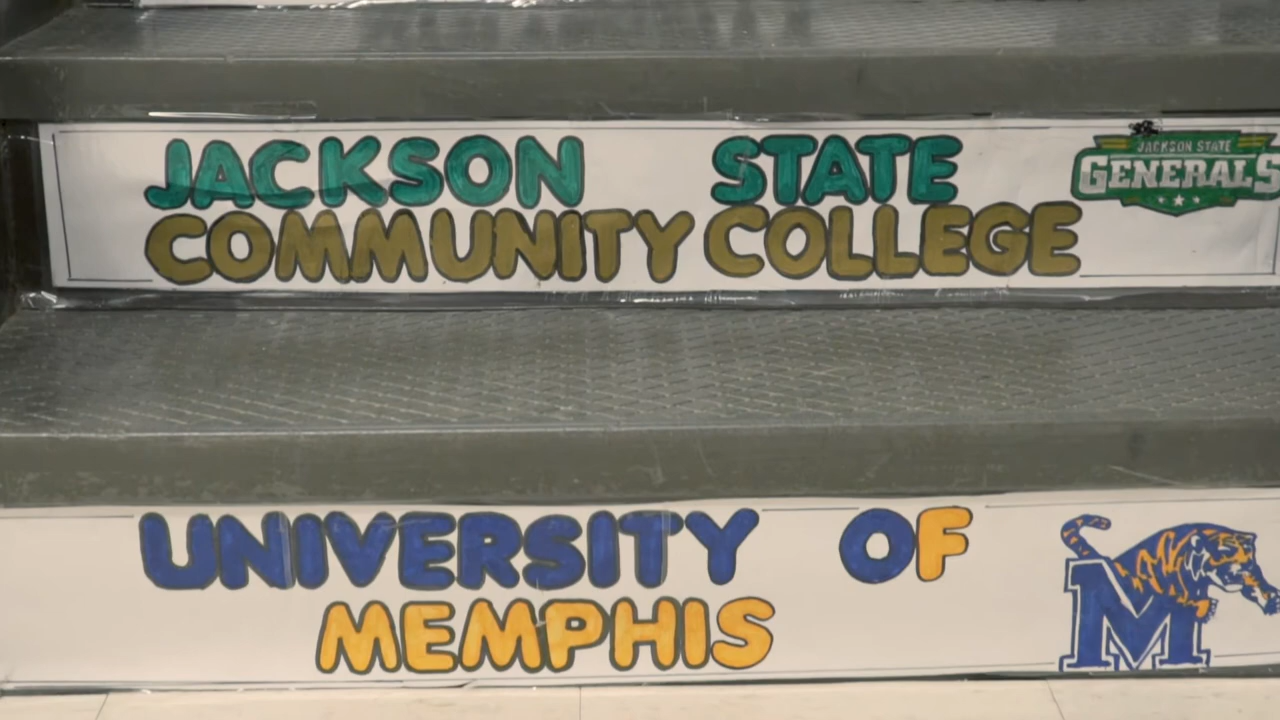 JACKSON STATE
COMMUNITY COLLEGE
JACKSON STATE
GENERALS
UNIVERSITY OF
MEMPHIS
M